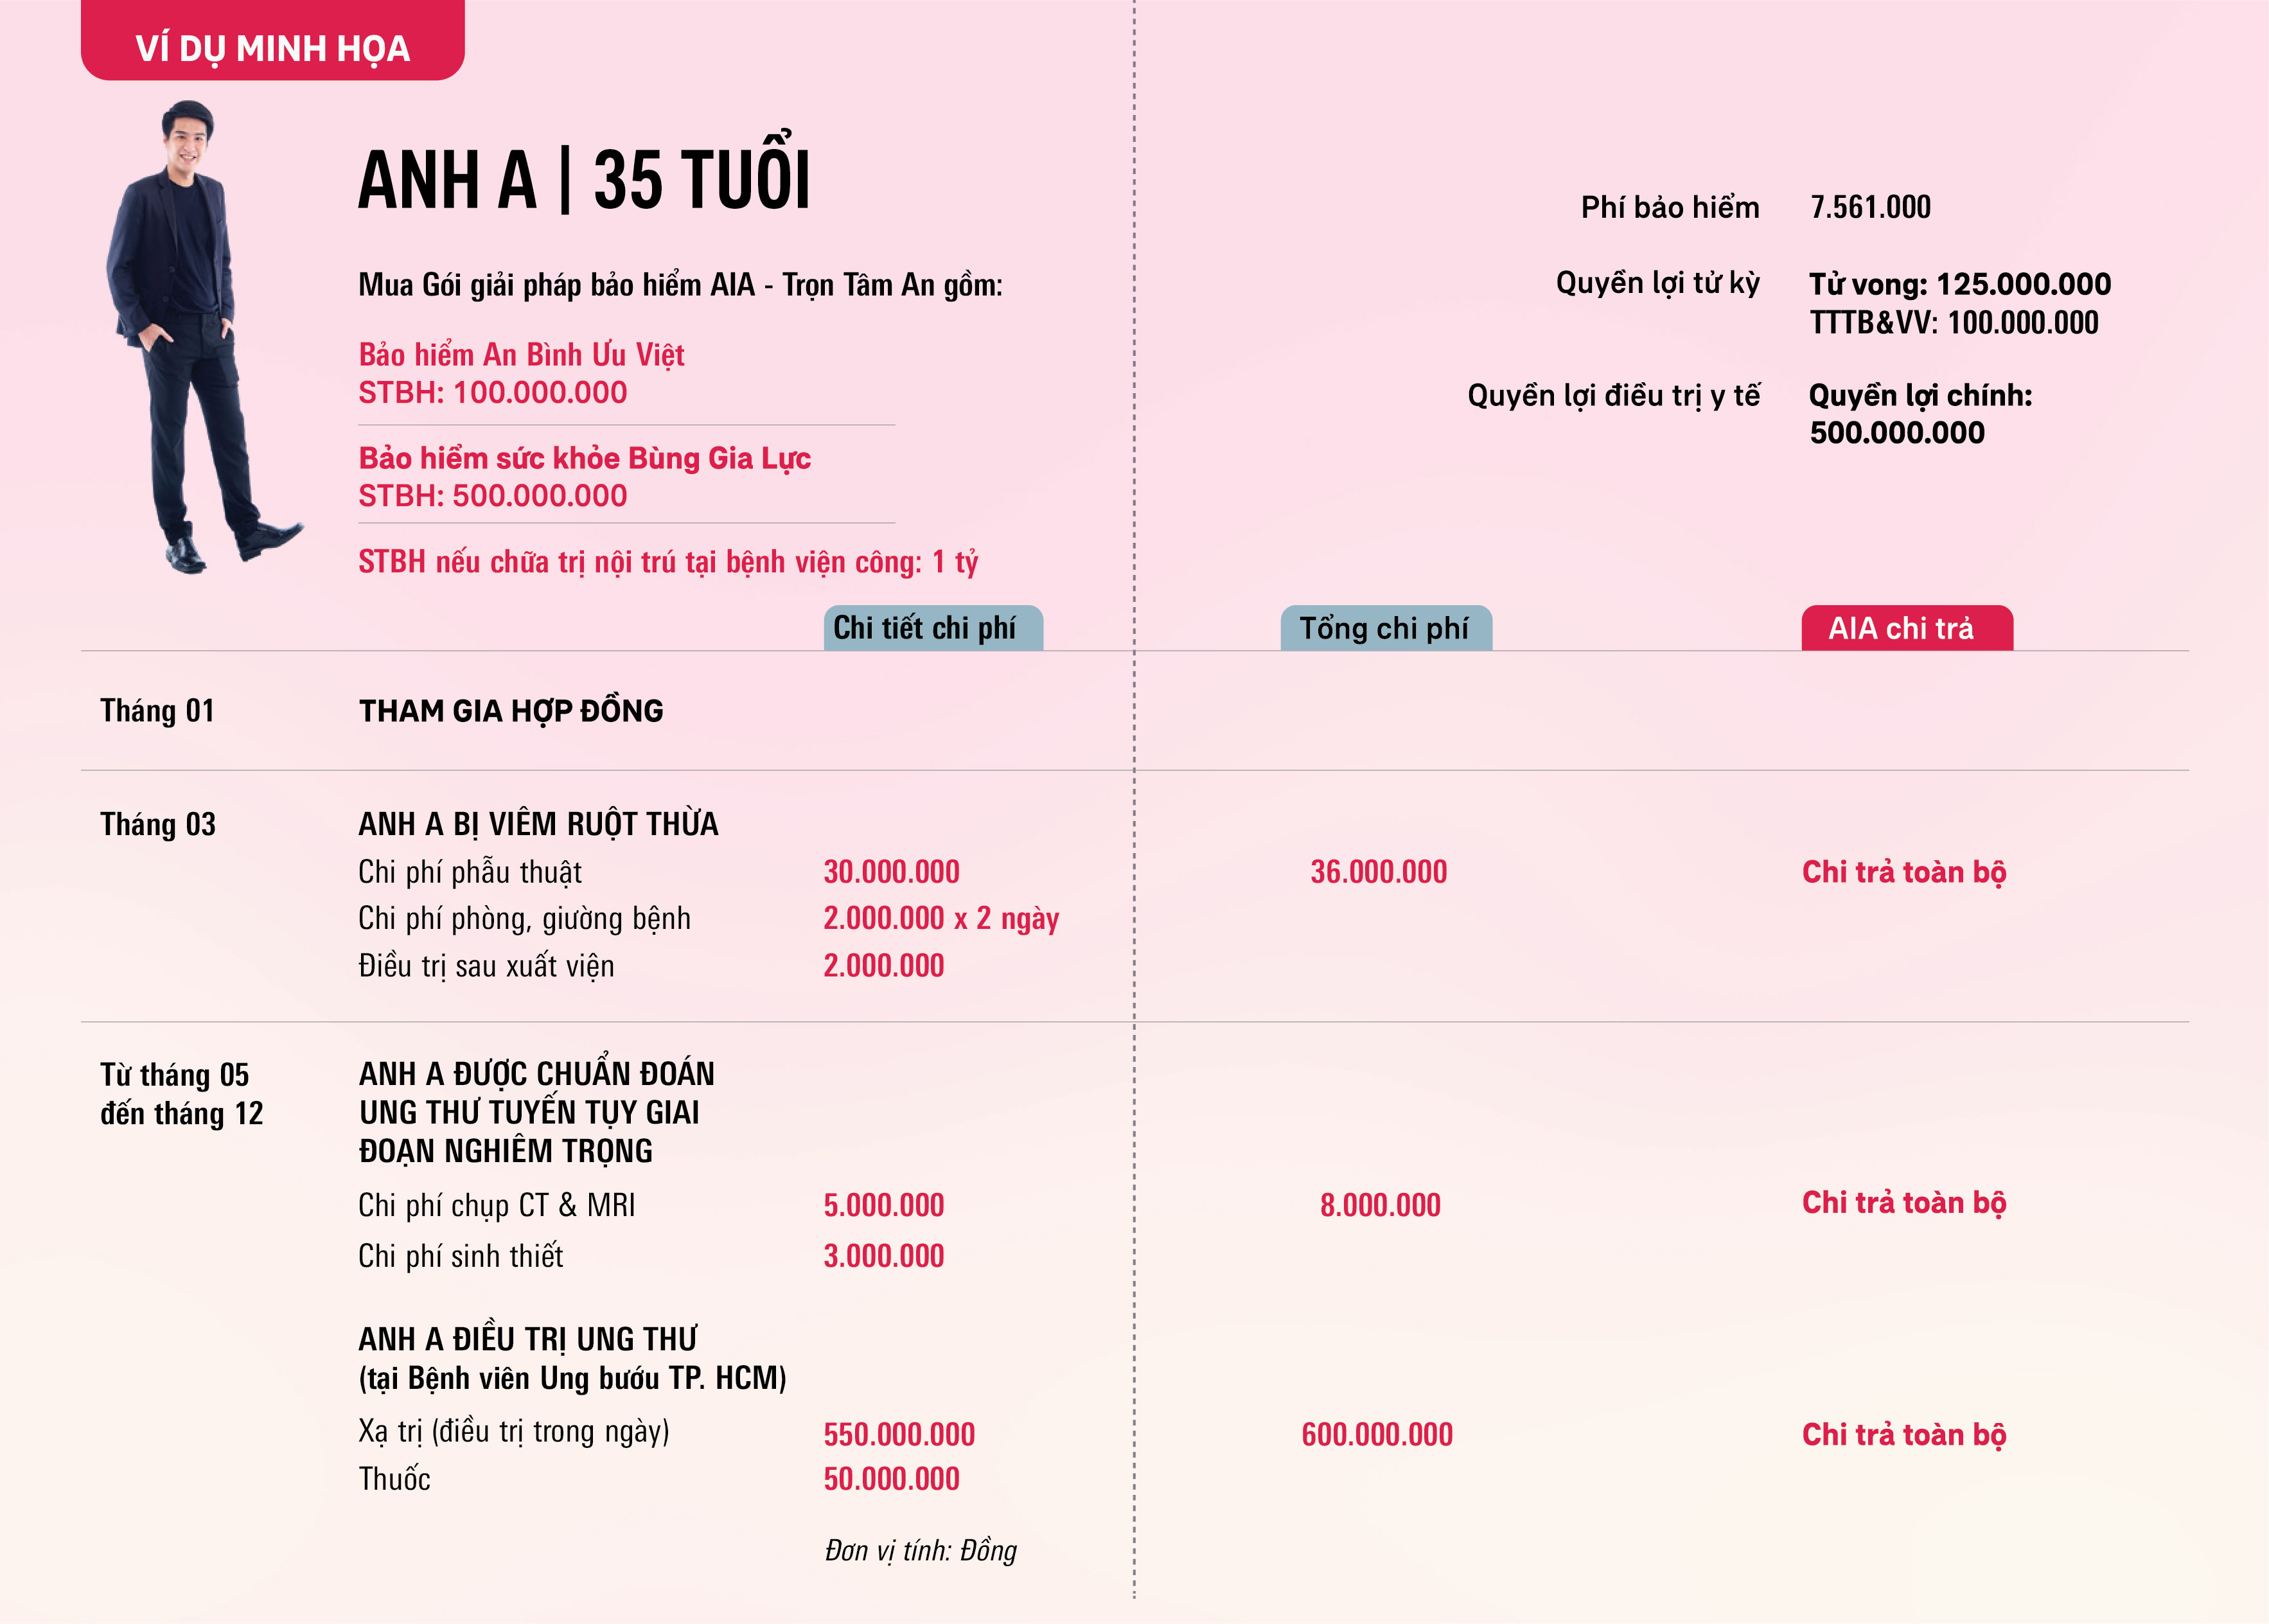 VÍ DỤ MINH HỌA
ANH A | 35 TUỔI
Mua Gói giải pháp bảo hiểm AIA - Trọn Tâm An gồm:
Bảo hiểm An Bình Ưu Việt
STBH: 100.000.000
Bảo hiểm sức khỏe Bùng Gia Lực
STBH: 500.000.000
STBH nếu chữa trị nội trú tại bệnh viện công: 1 tỷ
Phí bảo hiểm 7.561.000
Quyền lợi tử kỳ Tử vong: 125.000.000
TTTB&VV: 100.000.000
Quyền lợi điều trị y tế Quyền lợi chính:
500.000.000
Chi tiết chi phí Tổng chi phí AIA chi trả
Tháng 01 THAM GIA HỢP ĐỒNG
Tháng 03 ANH A BỊ VIÊM RUỘT THỪA
Chi phí phẫu thuật 30.000.000 36.000.000 Chi trả toàn bộ
Chi phí phòng, giường bệnh 2.000.000 x 2 ngày
Điều trị sau xuất viện 2.000.000
Từ tháng 05 ANH A ĐƯỢC CHUẨN ĐOÁN
đến tháng 12 UNG THƯ TUYẾN TỤY GIAI
ĐOẠN NGHIÊM TRỌNG
Chi phí chụp CT & MRI 5.000.000 8.000.000 Chi trả toàn bộ
Chi phí sinh thiết 3.000.000
ANH A ĐIỀU TRỊ UNG THƯ
(tại Bệnh viên Ung bướu TP. HCM)
Xạ trị (điều trị trong ngày) 550.000.000 600.000.000 Chi trả toàn bộ
Thuốc 50.000.000
Đơn vị tính: Đồng